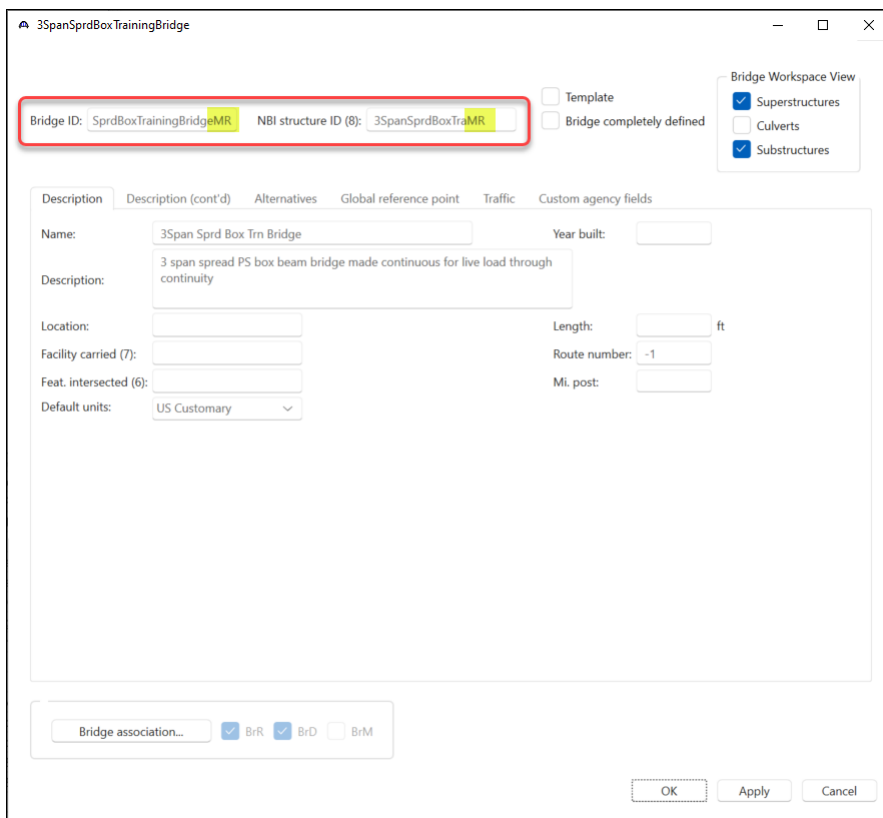 3SpanSprdBoxTrainingBridge
Bridge ID: SprdBoxTrainingBridgeMR NBI structure ID (8): 3SpanSprdBoxTraMR
Template
Bridge completely defined
Bridge Workspace View
Superstructures
Culverts
Substructures
Description Description (cont'd) Alternatives Global reference point Traffic Custom agency fields
Name: 3Span Sprd Box Trn Bridge Year built:
Description: 3 span spread PS box beam bridge made continuous for live load through
continuity
Location: Length: ft
Facility carried (7): Route number: -1
Feat. intersected (6): Mi. post:
Default units: US Customary
Bridge association... BrR BrD BrM
OK Apply Cancel